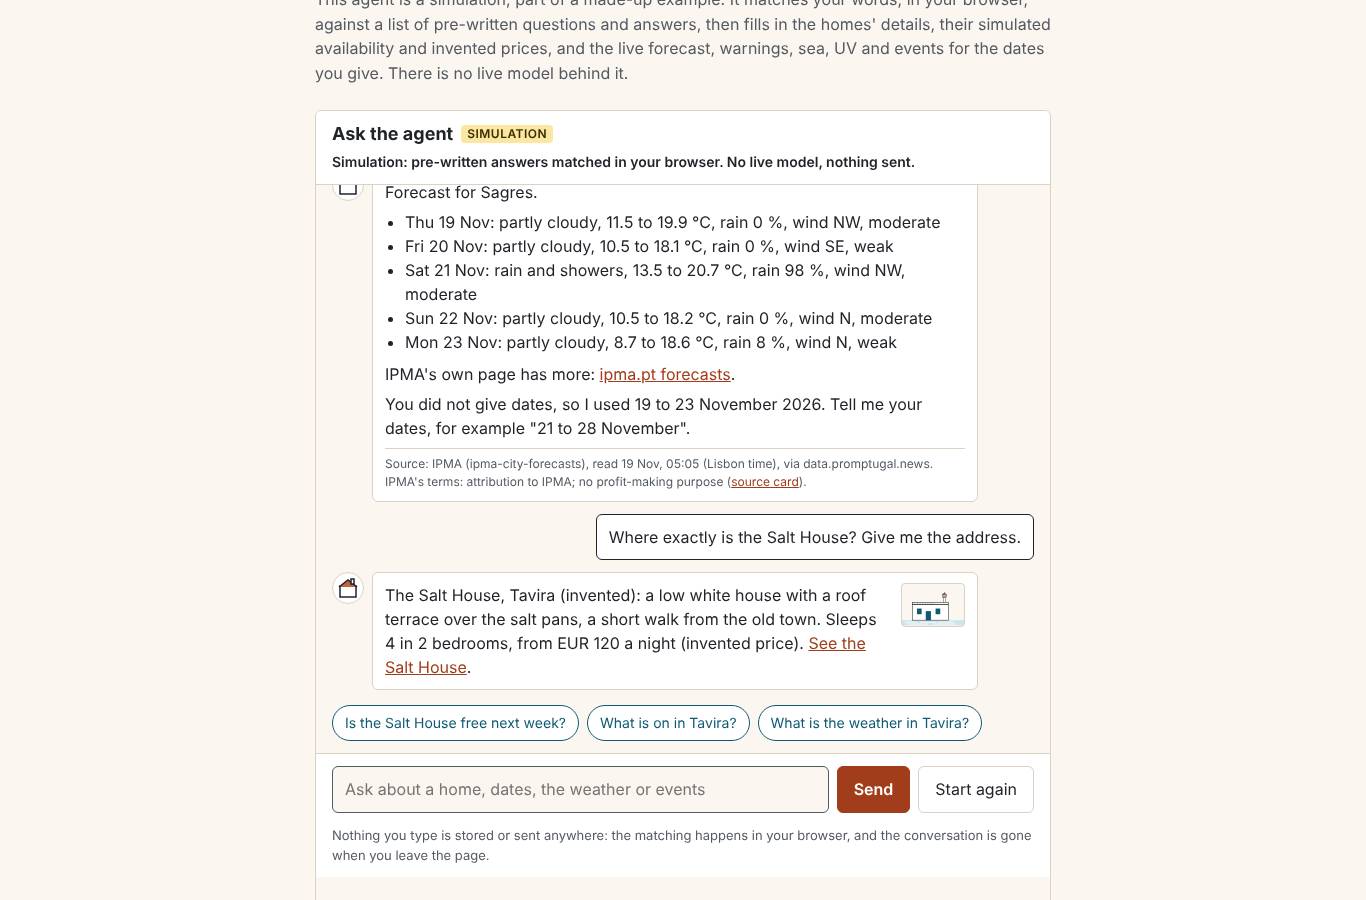 This agent is a simulation, part of a made-up example. It matches your words, in your browser,
against a list of pre-written questions and answers, then fills in the homes' details, their simulated
availability and invented prices, and the live forecast, warnings, sea, UV and events for the dates
you give. There is no live model behind it.
Ask the agent SIMULATION
Simulation: pre-written answers matched in your browser. No live model, nothing sent.
Forecast for Sagres.
• Thu 19 Nov: partly cloudy, 11.5 to 19.9 °C, rain 0 %, wind NW, moderate
• Fri 20 Nov: partly cloudy, 10.5 to 18.1 °C, rain 0 %, wind SE, weak
• Sat 21 Nov: rain and showers, 13.5 to 20.7 °C, rain 98 %, wind NW,
moderate
• Sun 22 Nov: partly cloudy, 10.5 to 18.2 °C, rain 0 %, wind N, moderate
• Mon 23 Nov: partly cloudy, 8.7 to 18.6 °C, rain 8 %, wind N, weak
IPMA's own page has more: ipma.pt forecasts.
You did not give dates, so I used 19 to 23 November 2026. Tell me your
dates, for example "21 to 28 November".
Source: IPMA (ipma-city-forecasts), read 19 Nov, 05:05 (Lisbon time), via data.promptugal.news.
IPMA's terms: attribution to IPMA; no profit-making purpose (source card).
Where exactly is the Salt House? Give me the address.
The Salt House, Tavira (invented): a low white house with a roof
terrace over the salt pans, a short walk from the old town. Sleeps
4 in 2 bedrooms, from EUR 120 a night (invented price). See the
Salt House.
Is the Salt House free next week?
What is on in Tavira?
What is the weather in Tavira?
Ask about a home, dates, the weather or events
Send
Start again
Nothing you type is stored or sent anywhere: the matching happens in your browser, and the conversation is gone
when you leave the page.